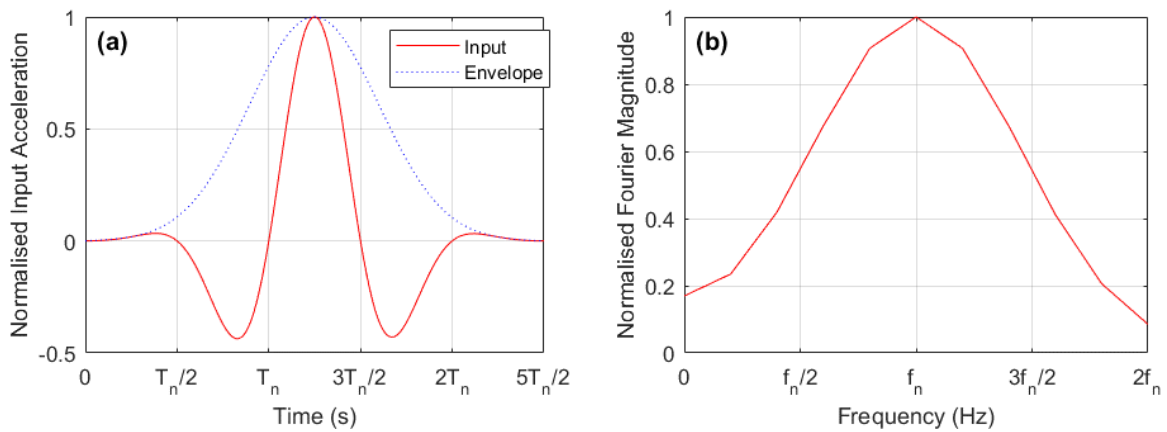 (a)
Input
Envelope
1
0.5
0
-0.5
Normalised Input Acceleration
0
Tₙ/2
Tₙ
3Tₙ/2
2Tₙ
5Tₙ/2
Time (s)
(b)
1
0.8
0.6
0.4
0.2
0
Normalised Fourier Magnitude
0
fₙ/2
fₙ
3fₙ/2
2fₙ
Frequency (Hz)